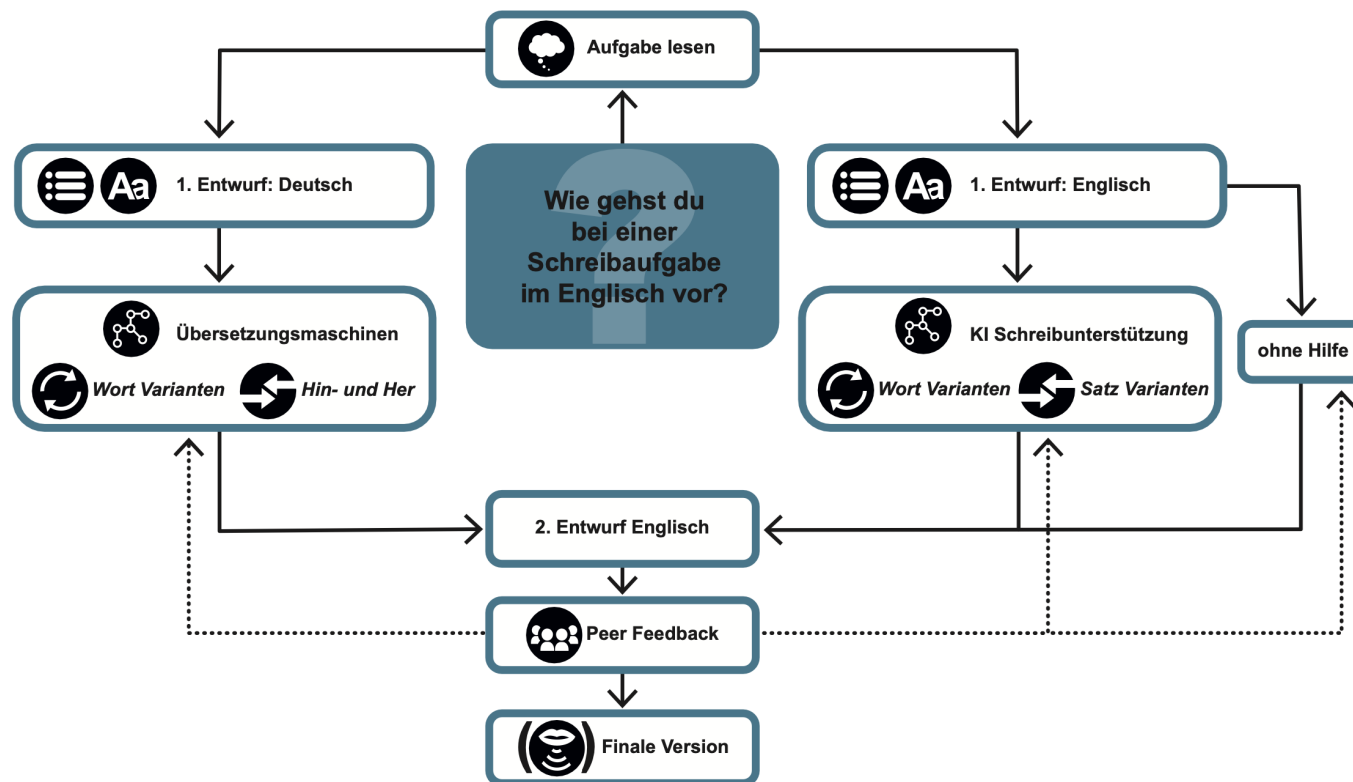 Aufgabe lesen
Aa 1. Entwurf: Deutsch
?
Wie gehst du
bei einer
Schreibaufgabe
im Englisch vor?
Aa 1. Entwurf: Englisch
Übersetzungsmaschinen
Wort Varianten
Hin- und Her
KI Schreibunterstützung
Wort Varianten
Satz Varianten
ohne Hilfe
2. Entwurf Englisch
Peer Feedback
( ) Finale Version